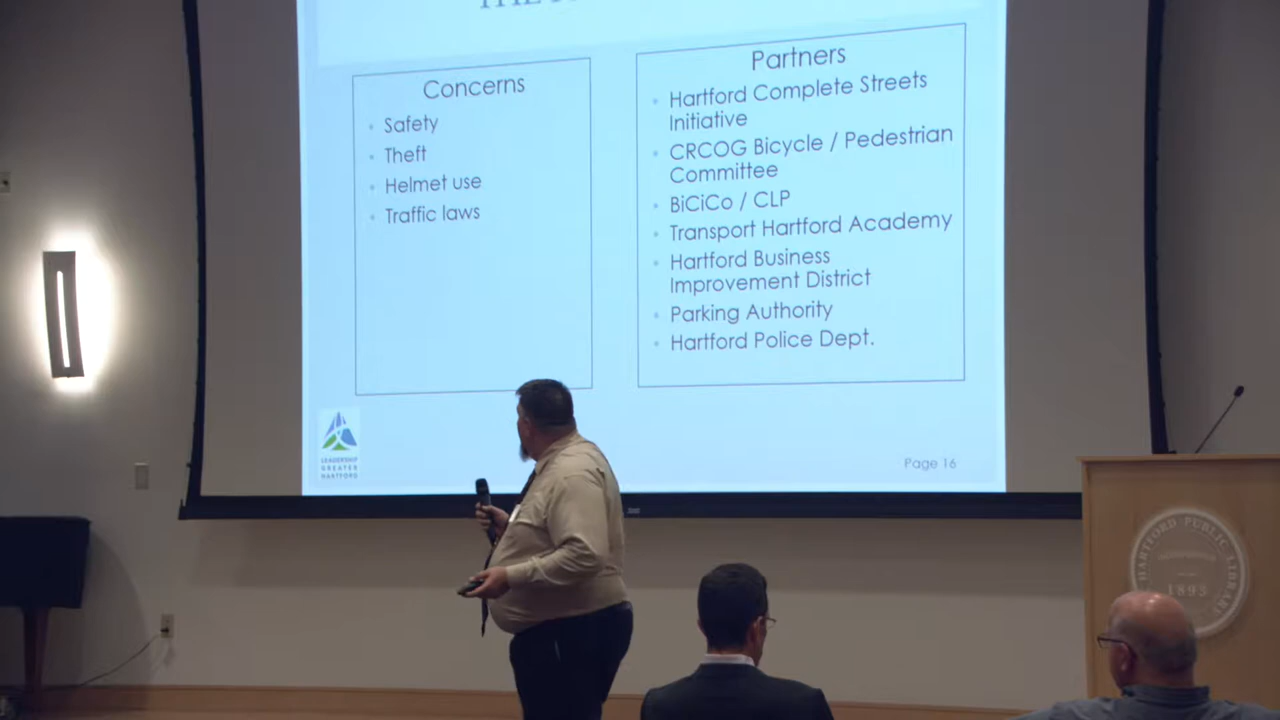 Concerns
Safety
Theft
Helmet use
Traffic laws
Partners
Hartford Complete Streets
Initiative
CRCOG Bicycle / Pedestrian
Committee
BiCiCo / CLP
Transport Hartford Academy
Hartford Business
Improvement District
Parking Authority
Hartford Police Dept.
LEADERSHIP
GREATER
HARTFORD
Page 16
HARTFORD PUBLIC LIBRARY
1893